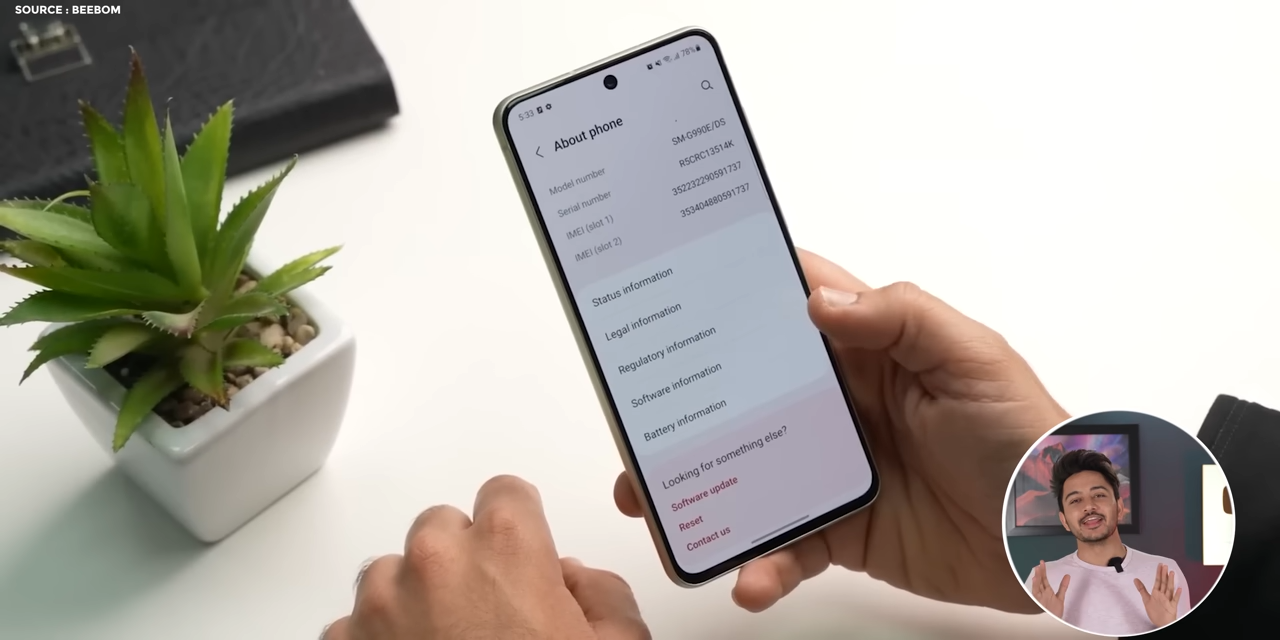 SOURCE : BEEBOM
5:33
78%
About phone
Model number SM-G990E/DS
Serial number R5CRC13514K
IMEI (slot 1) 352232290591737
IMEI (slot 2) 353404880591737
Status information
Legal information
Regulatory information
Software information
Battery information
Looking for something else?
Software update
Reset
Contact us